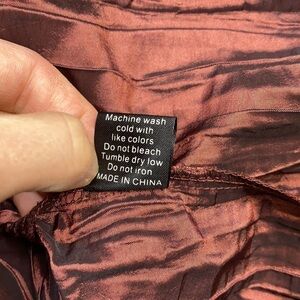 Machine wash
cold with
like colors
Do not bleach
Tumble dry low
Do not iron
MADE IN CHINA